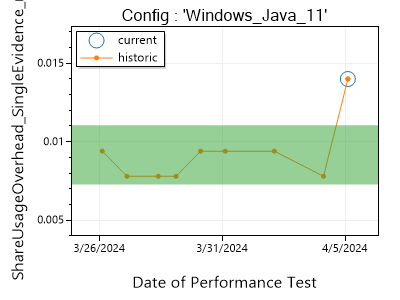 Config : 'Windows_Java_11'
ShareUsageOverhead_SingleEvidence_
current
historic
0.015
0.01
0.005
3/26/2024
3/31/2024
4/5/2024
Date of Performance Test